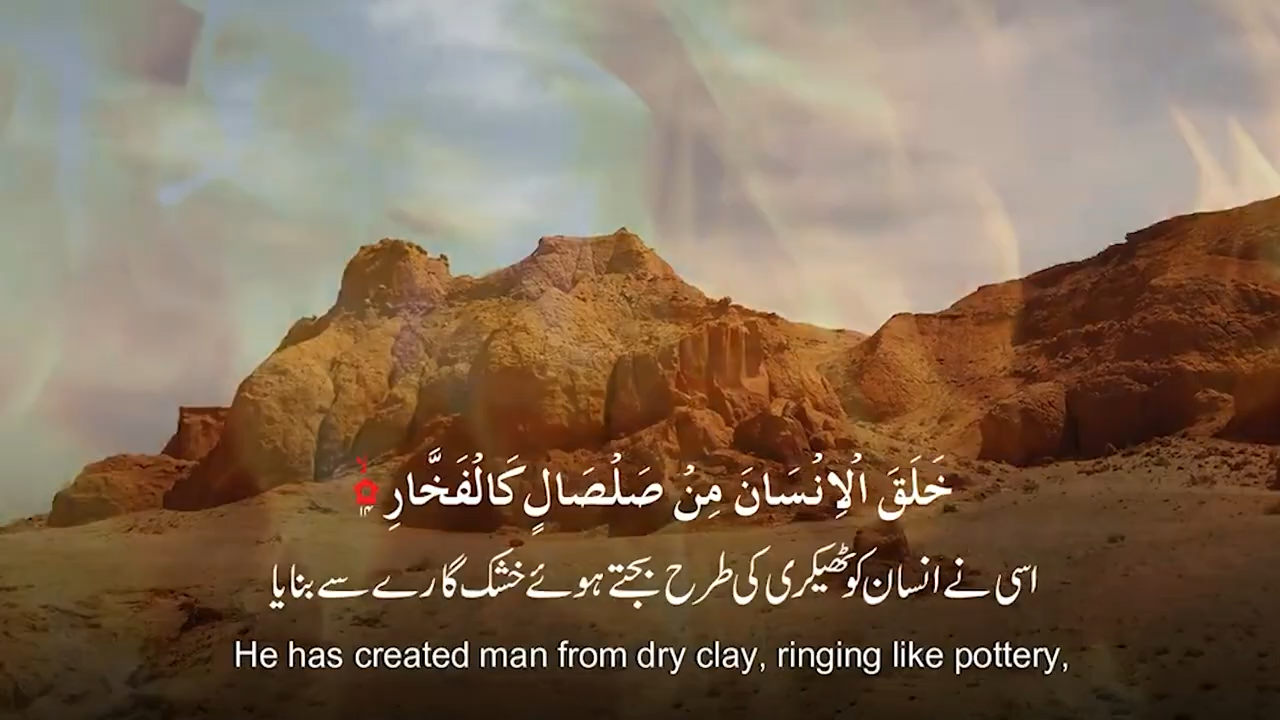 خَلَقَ الْاِنْسَانَ مِنْ صَلْصَالٍ كَالْفَخَّارِ ۙ۱۴
اسی نے انسان کو ٹھیکری کی طرح بجتے ہوئے خشک گارے سے بنایا
He has created man from dry clay, ringing like pottery,